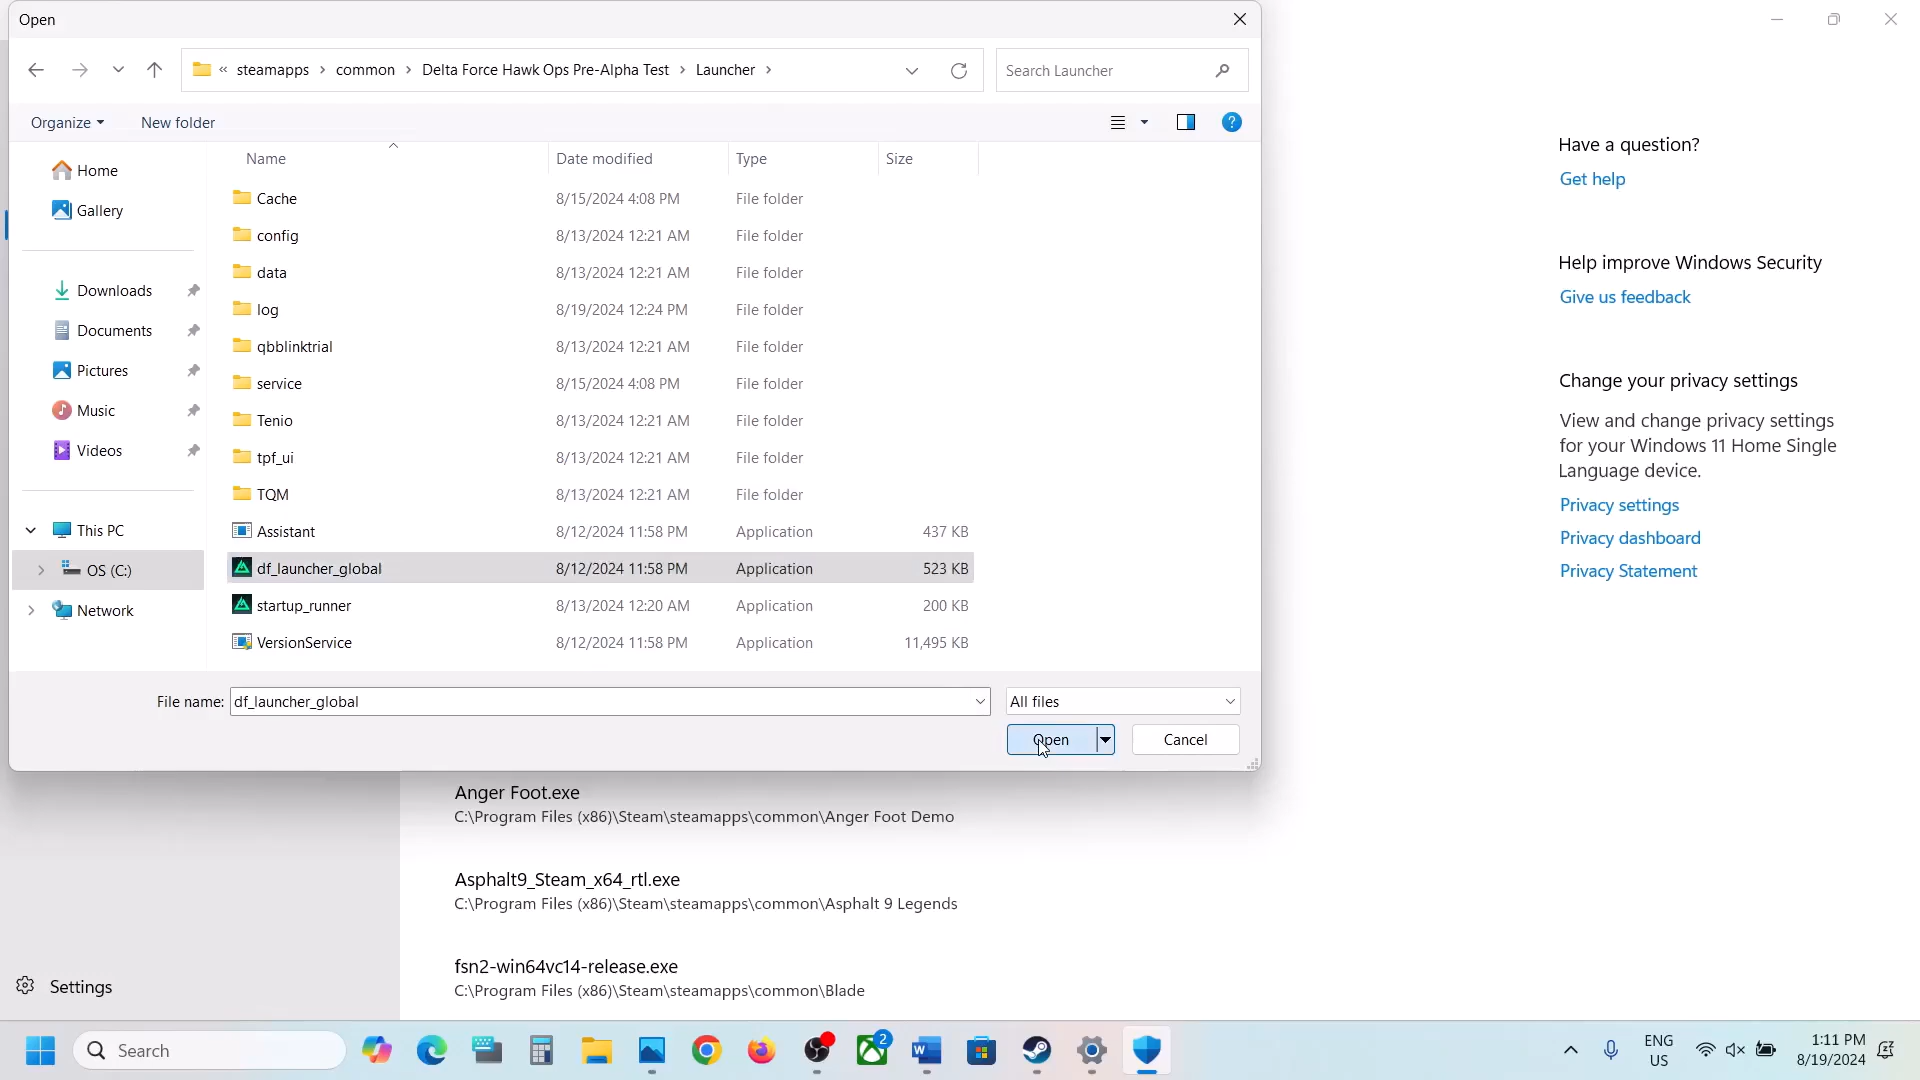 Open
« steamapps > common > Delta Force Hawk Ops Pre-Alpha Test > Launcher >
Search Launcher
Organize
New folder
Name Date modified Type Size
Home
Gallery
Downloads
Documents
Pictures
Music
Videos
This PC
OS (C:)
Network
Cache 8/15/2024 4:08 PM File folder
config 8/13/2024 12:21 AM File folder
data 8/13/2024 12:21 AM File folder
log 8/19/2024 12:24 PM File folder
qbblinktrial 8/13/2024 12:21 AM File folder
service 8/15/2024 4:08 PM File folder
Tenio 8/13/2024 12:21 AM File folder
tpf_ui 8/13/2024 12:21 AM File folder
TQM 8/13/2024 12:21 AM File folder
Assistant 8/12/2024 11:58 PM Application 437 KB
df_launcher_global 8/12/2024 11:58 PM Application 523 KB
startup_runner 8/13/2024 12:20 AM Application 200 KB
VersionService 8/12/2024 11:58 PM Application 11,495 KB
File name: df_launcher_global
All files
Open
Cancel
Have a question?
Get help
Help improve Windows Security
Give us feedback
Change your privacy settings
View and change privacy settings
for your Windows 11 Home Single
Language device.
Privacy settings
Privacy dashboard
Privacy Statement
Anger Foot.exe
C:\Program Files (x86)\Steam\steamapps\common\Anger Foot Demo
Asphalt9_Steam_x64_rtl.exe
C:\Program Files (x86)\Steam\steamapps\common\Asphalt 9 Legends
fsn2-win64vc14-release.exe
C:\Program Files (x86)\Steam\steamapps\common\Blade
Settings
Search
2
ENG
US
1:11 PM
8/19/2024